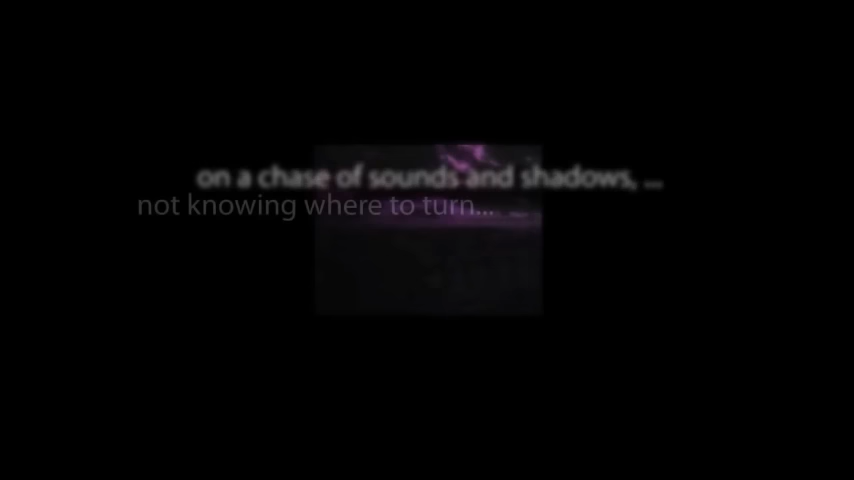 on a chase of sounds and shadows, ...
not knowing where to turn...